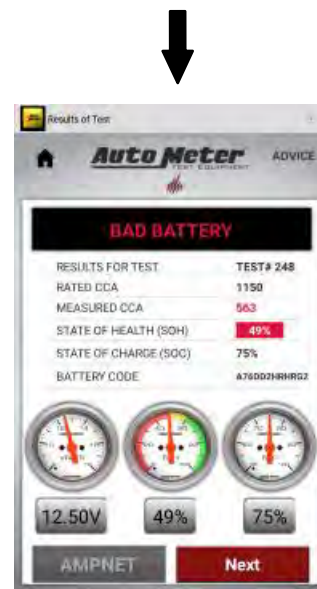 Results of Test
Auto Meter
TEST EQUIPMENT
ADVICE
BAD BATTERY
RESULTS FOR TEST TEST# 248
RATED CCA 1150
MEASURED CCA 563
STATE OF HEALTH (SOH) 49%
STATE OF CHARGE (SOC) 75%
BATTERY CODE A76DD2HRHRG2
12.50V 49% 75%
AMPNET Next